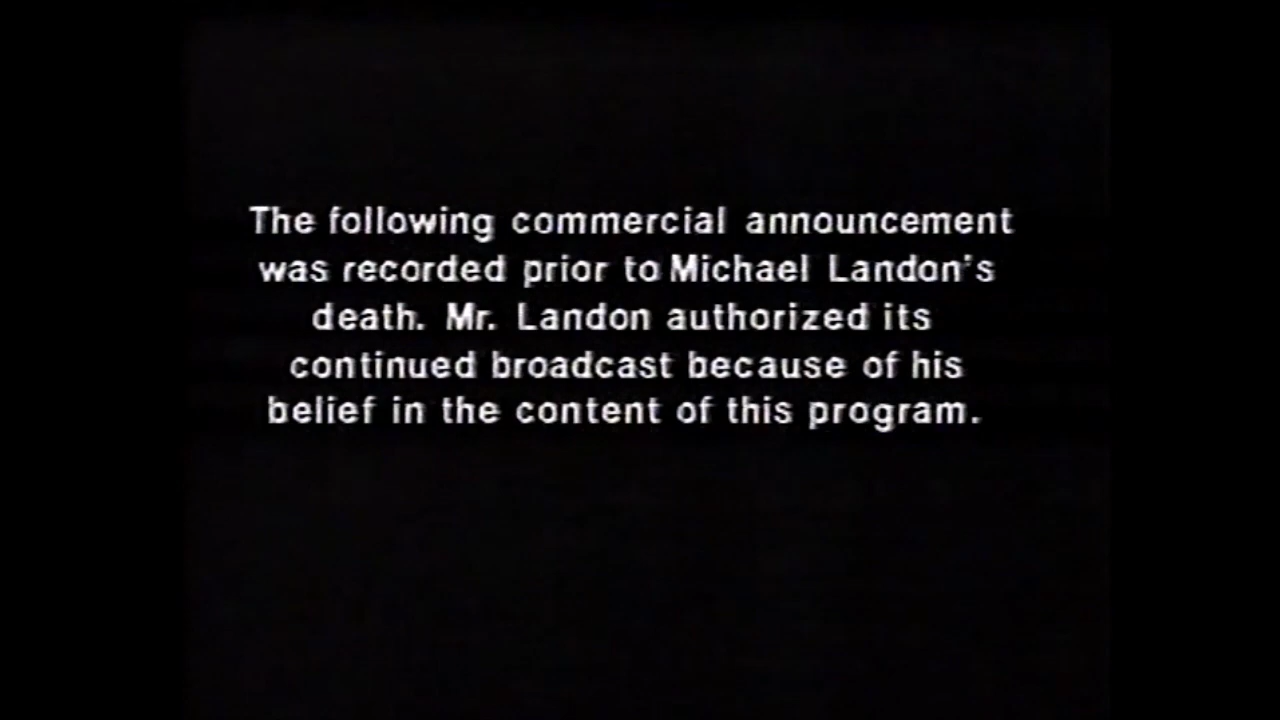 The following commercial announcement
was recorded prior to Michael Landon's
death. Mr. Landon authorized its
continued broadcast because of his
belief in the content of this program.